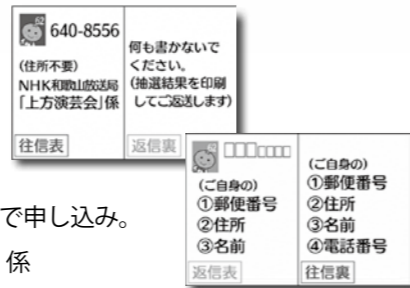 52
640-8556
(住所不要)
NHK和歌山放送局
「上方演芸会」係
往信表
何も書かないで
ください。
(抽選結果を印刷
してご返送します)
返信裏
(ご自身の)
①郵便番号
②住所
③名前
返信表
(ご自身の)
①郵便番号
②住所
③名前
④電話番号
往信裏
で申し込み。
係